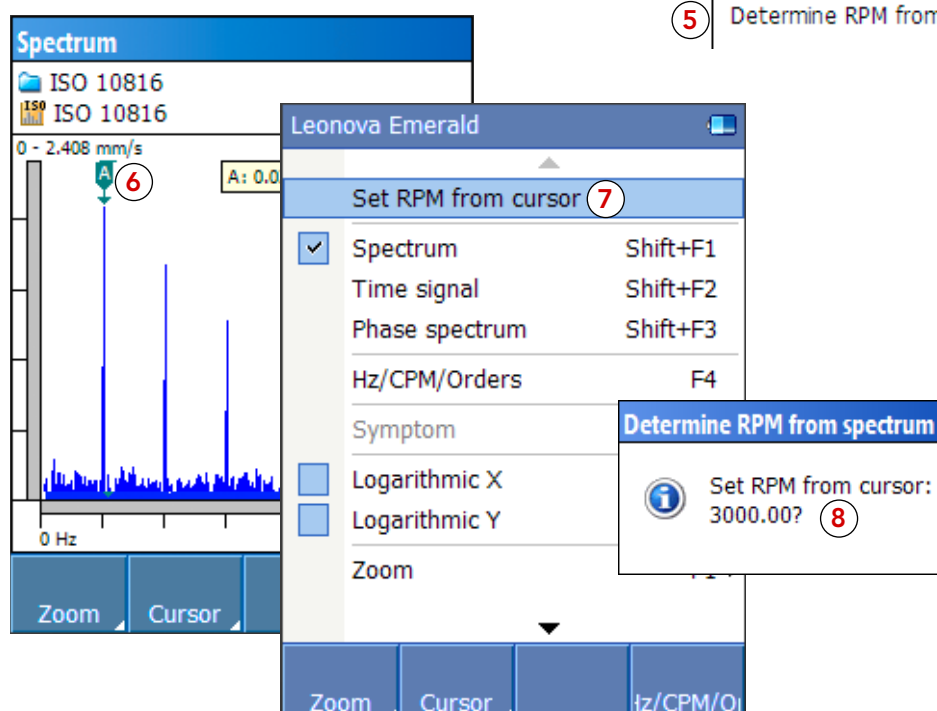 5 Determine RPM from
Spectrum
ISO 10816
ISO ISO 10816
0 - 2.408 mm/s
A
6
A: 0.0
0 Hz
Zoom Cursor
Leonova Emerald
Set RPM from cursor 7
Spectrum Shift+F1
Time signal Shift+F2
Phase spectrum Shift+F3
Hz/CPM/Orders F4
Symptom
Logarithmic X
Logarithmic Y
Zoom
Zoom Cursor Hz/CPM/O
Determine RPM from spectrum
Set RPM from cursor:
3000.00? 8